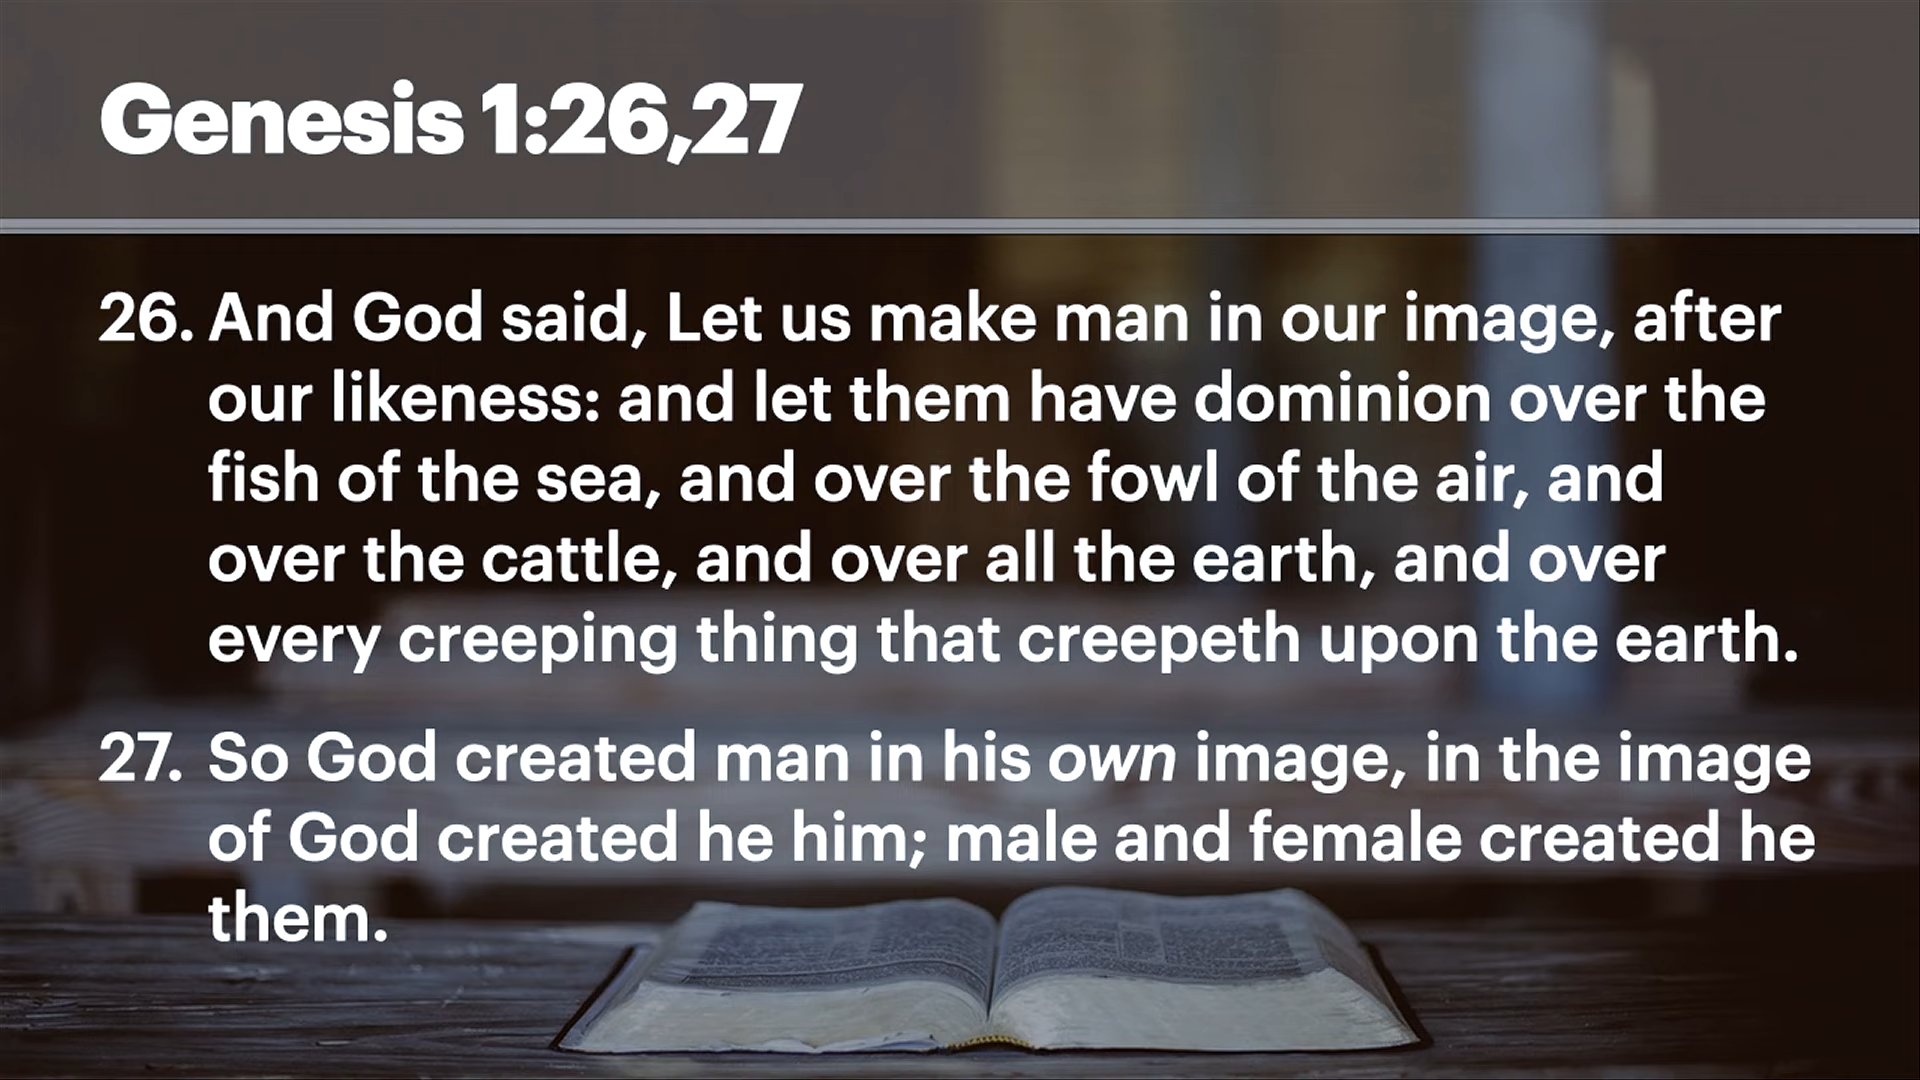 Genesis 1:26,27
26. And God said, Let us make man in our image, after
our likeness: and let them have dominion over the
fish of the sea, and over the fowl of the air, and
over the cattle, and over all the earth, and over
every creeping thing that creepeth upon the earth.
27. So God created man in his own image, in the image
of God created he him; male and female created he
them.